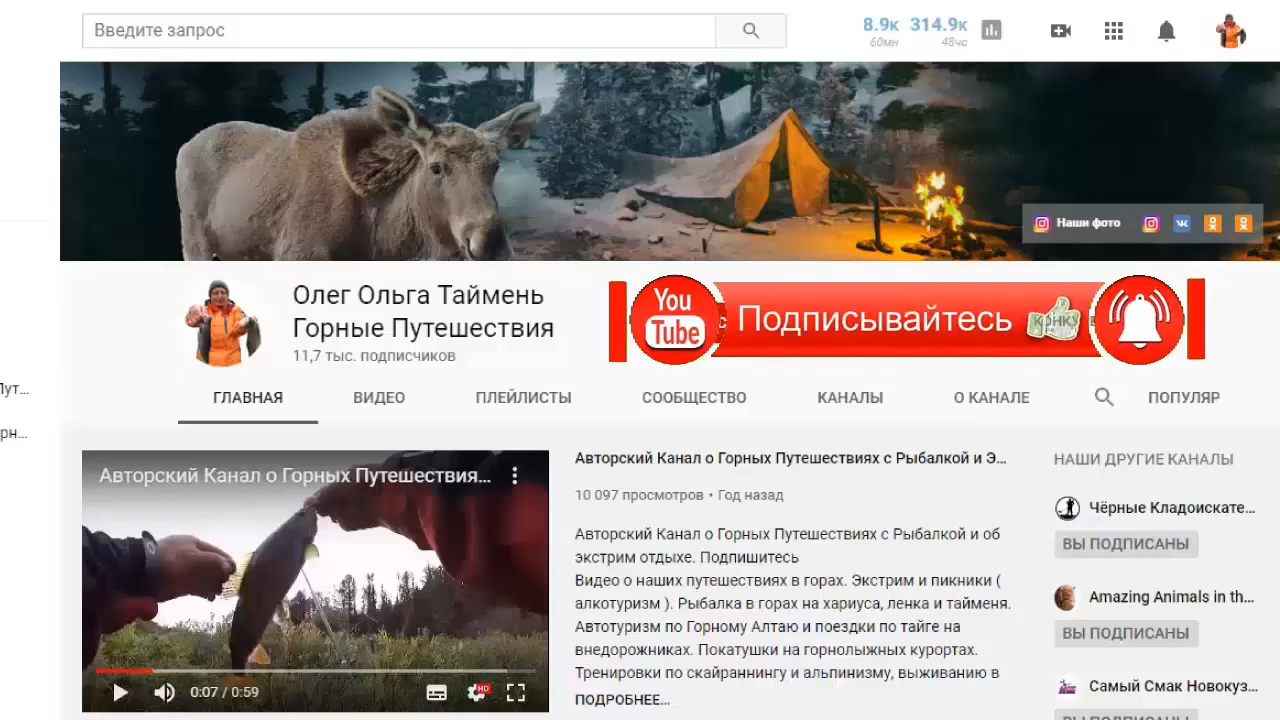 Введите запрос
8.9к 314.9к
60мн 48чс
Наши фото
Олег Ольга Таймень
Горные Путешествия
11,7 тыс. подписчиков
You
Tube
Подписывайтесь
ГЛАВНАЯ ВИДЕО ПЛЕЙЛИСТЫ СООБЩЕСТВО КАНАЛЫ О КАНАЛЕ ПОПУЛЯР
Пут...
рн...
Авторский Канал о Горных Путешествия...
HD
0:07 / 0:59
Авторский Канал о Горных Путешествиях с Рыбалкой и Э...
10 097 просмотров • Год назад
Авторский Канал о Горных Путешествиях с Рыбалкой и об
экстрим отдыхе. Подпишитесь
Видео о наших путешествиях в горах. Экстрим и пикники (
алкотуризм ). Рыбалка в горах на хариуса, ленка и тайменя.
Автотуризм по Горному Алтаю и поездки по тайге на
внедорожниках. Покатушки на горнолыжных курортах.
Тренировки по скайраннингу и альпинизму, выживанию в
ПОДРОБНЕЕ...
НАШИ ДРУГИЕ КАНАЛЫ
Чёрные Кладоискате...
ВЫ ПОДПИСАНЫ
Amazing Animals in th...
ВЫ ПОДПИСАНЫ
Самый Смак Новокуз...
ВЫ ПОДПИСАНЫ